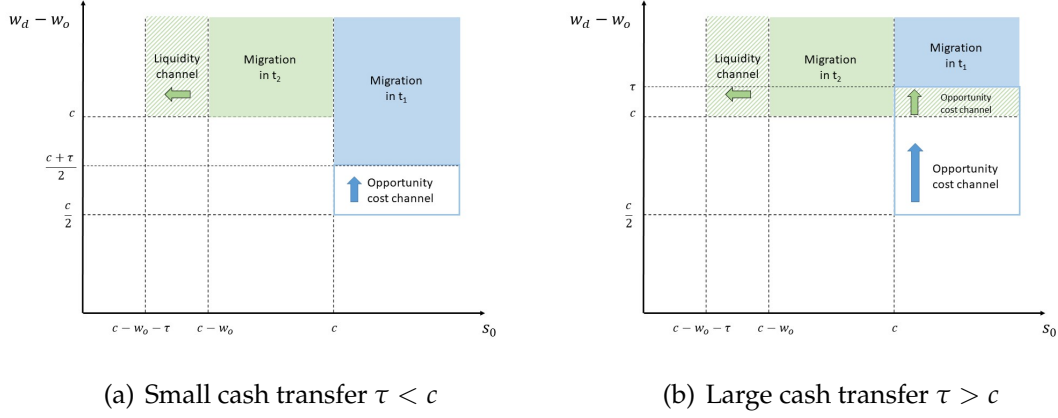 w_d − w_o
Liquidity
channel
Migration
in t₂
Migration
in t₁
c
c + τ
2
Opportunity
cost channel
c
2
c − w_o − τ
c − w_o
c
s₀
(a) Small cash transfer τ < c
w_d − w_o
Liquidity
channel
Migration
in t₂
Migration
in t₁
τ
Opportunity
cost channel
c
Opportunity
cost channel
c
2
c − w_o − τ
c − w_o
c
s₀
(b) Large cash transfer τ > c